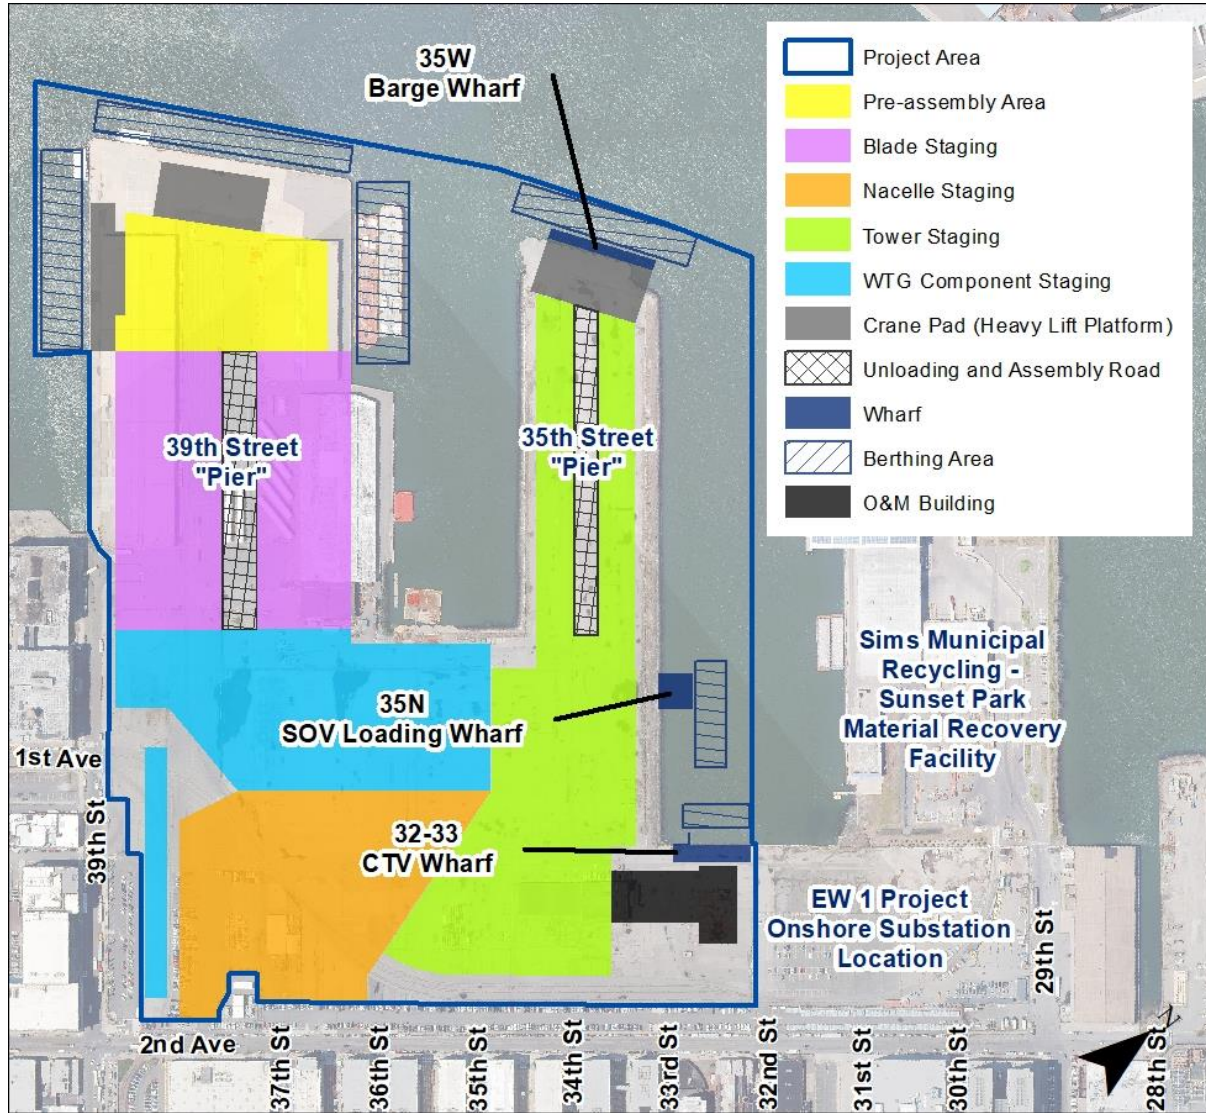 35W
Barge Wharf
Project Area
Pre-assembly Area
Blade Staging
Nacelle Staging
Tower Staging
WTG Component Staging
Crane Pad (Heavy Lift Platform)
Unloading and Assembly Road
Wharf
Berthing Area
O&M Building
39th Street
"Pier"
35th Street
"Pier"
35N
SOV Loading Wharf
Sims Municipal
Recycling -
Sunset Park
Material Recovery
Facility
1st Ave
39th St
32-33
CTV Wharf
EW 1 Project
Onshore Substation
Location
29th St
2nd Ave
37th St
36th St
35th St
34th St
33rd St
32nd St
31st St
30th St
28th St
N